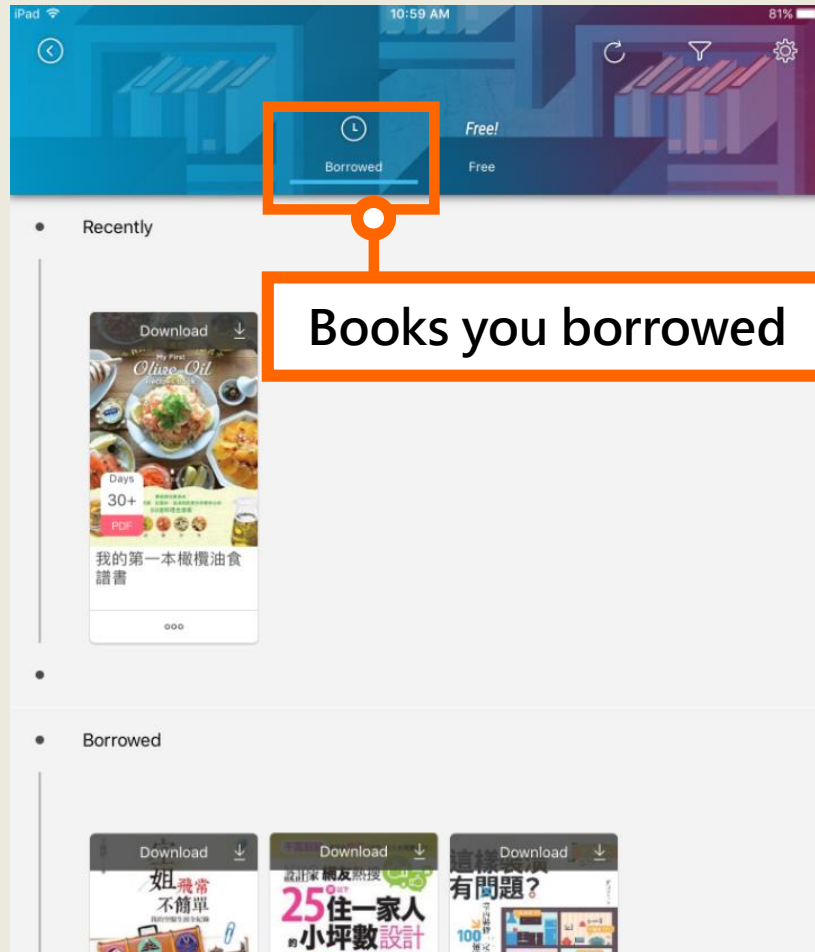 iPad 10:59 AM 81%
Free!
Borrowed Free
Recently
Books you borrowed
Download
My First
Olive Oil
Recipes Book
Days
30+
PDF
我的第一本橄欖油食
譜書
Borrowed
Download Download Download
空
姐飛常
不簡單
設計家網友熱搜
25住一家人
的小坪數設計
這樣裝潢
有問題?
100